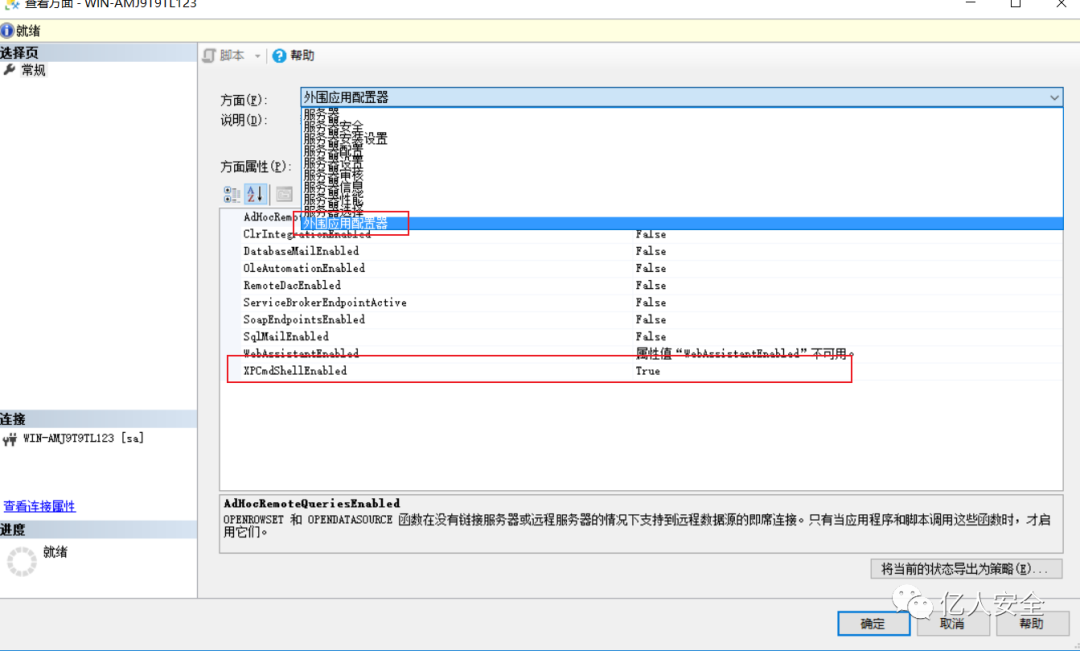 查看方面 - WIN-AMJ9T9TL123
就绪
选择页
常规
脚本
帮助
方面(F):
外围应用配置器
说明(D):
服务器
服务器安全
服务器安装设置
服务器配置
服务器设置
服务器审核
服务器信息
服务器性能
服务器选择
外围应用配置器
方面属性(P):
AdHocRemo
ClrIntegrationEnabled False
DatabaseMailEnabled False
OleAutomationEnabled False
RemoteDacEnabled False
ServiceBrokerEndpointActive False
SoapEndpointsEnabled False
SqlMailEnabled False
WebAssistantEnabled 属性值“WebAssistantEnabled”不可用。
XPCmdShellEnabled True
连接
WIN-AMJ9T9TL123 [sa]
查看连接属性
进度
就绪
AdHocRemoteQueriesEnabled
OPENROWSET 和 OPENDATASOURCE 函数在没有链接服务器或远程服务器的情况下支持到远程数据源的即席连接。只有当应用程序和脚本调用这些函数时，才启
用它们。
将当前的状态导出为策略(E)...
亿人安全
确定
取消
帮助